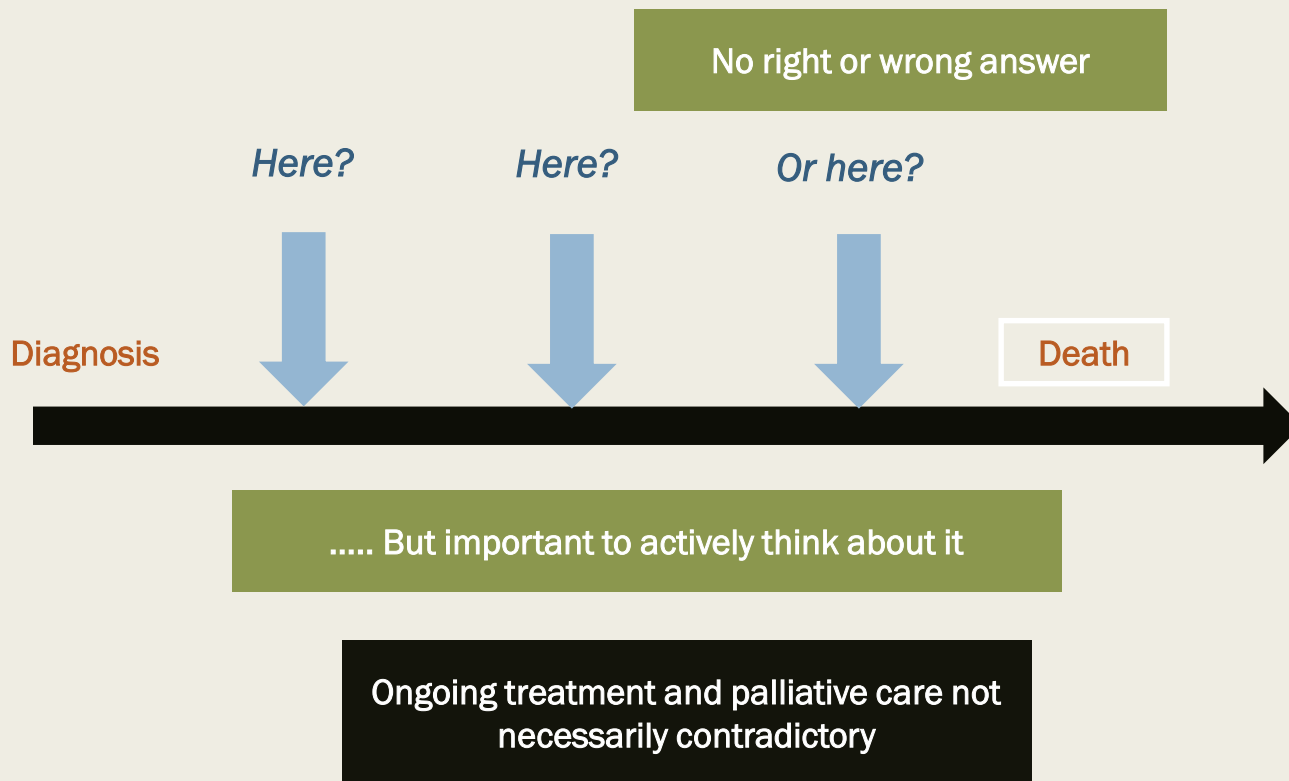 No right or wrong answer
Here?
Here?
Or here?
Diagnosis
Death
..... But important to actively think about it
Ongoing treatment and palliative care not
necessarily contradictory